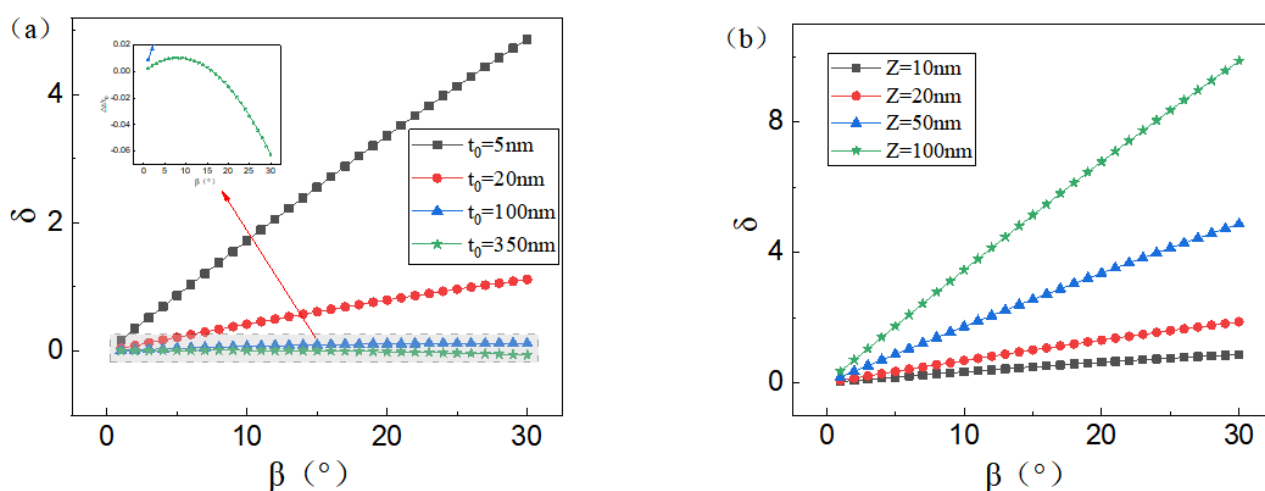 (a)
0.02
0.00
-0.02
-0.04
-0.06
0 5 10 15 20 25 30
β (°)
t₀=5nm
t₀=20nm
t₀=100nm
t₀=350nm
4
2
0
δ
0 10 20 30
β (°)
(b)
Z=10nm
Z=20nm
Z=50nm
Z=100nm
8
4
0
δ
0 10 20 30
β (°)